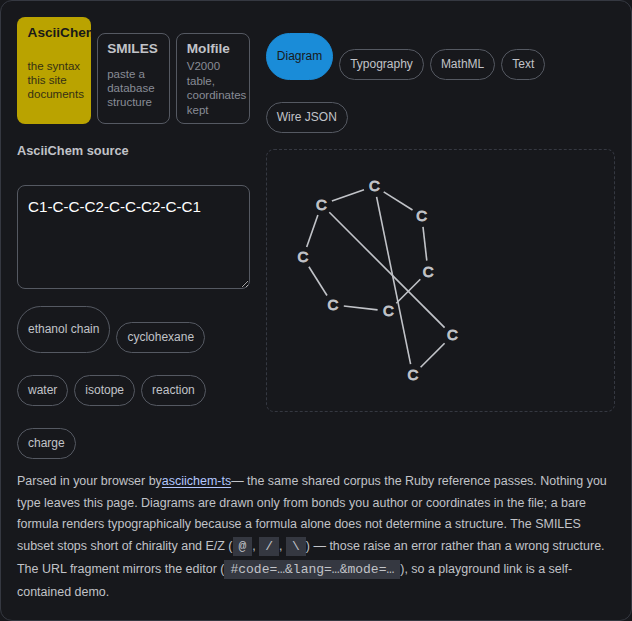 AsciiChem
the syntax
this site
documents
SMILES
paste a
database
structure
Molfile
V2000
table,
coordinates
kept
Diagram
Typography
MathML
Text
Wire JSON
AsciiChem source
C1-C-C-C2-C-C-C2-C-C1
ethanol chain
cyclohexane
water
isotope
reaction
charge
C
C
C
C
C
C
C
C
C
Parsed in your browser byasciichem-ts— the same shared corpus the Ruby reference passes. Nothing you
type leaves this page. Diagrams are drawn only from bonds you author or coordinates in the file; a bare
formula renders typographically because a formula alone does not determine a structure. The SMILES
subset stops short of chirality and E/Z ( @ , / , \ ) — those raise an error rather than a wrong structure.
The URL fragment mirrors the editor ( #code=…&lang=…&mode=… ), so a playground link is a self-
contained demo.